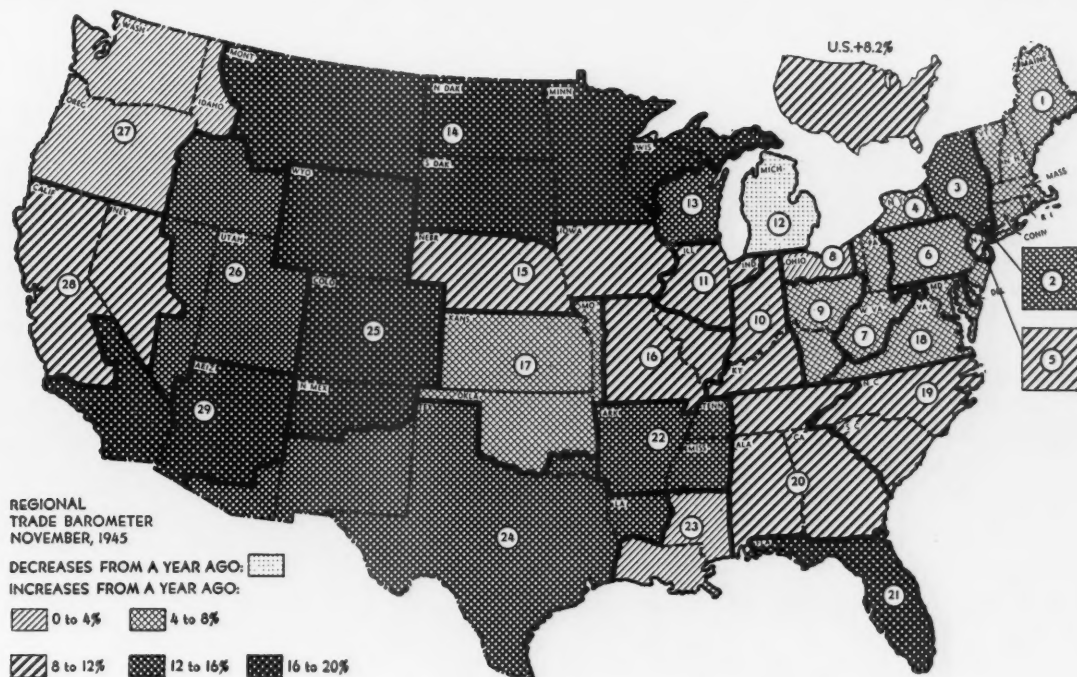 U.S.+8.2%
WASH
MONT
N DAK
MINN
MAINE
OREG
IDAHO
1
27
14
WIS
MICH
S DAK
3
MASS
WYO
13
4
R I
CALIF
NEV
12
CONN
NEBR
IOWA
PA
N J
UTAH
15
ILL
IND
OHIO
8
6
2
26
11
MD
DEL
28
COLO
MO
9
W VA
VA
25
KANS
10
7
18
5
16
17
KY
ARIZ
N MEX
OKLA
N C
19
29
TEX
ARK
TENN
S C
22
MISS
ALA
GA
20
LA
23
24
FLA
21
REGIONAL
TRADE BAROMETER
NOVEMBER, 1945
DECREASES FROM A YEAR AGO:
INCREASES FROM A YEAR AGO:
0 to 4%
4 to 8%
8 to 12%
12 to 16%
16 to 20%